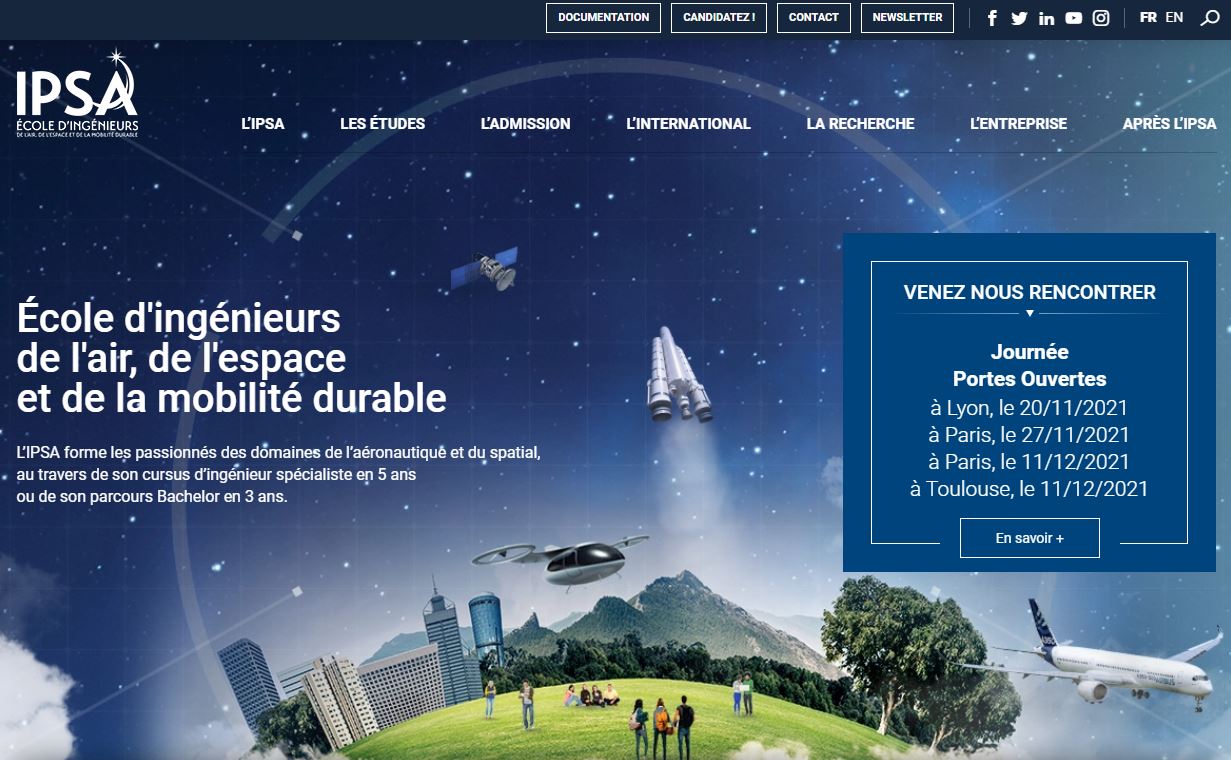 DOCUMENTATION
CANDIDATEZ !
CONTACT
NEWSLETTER
FR EN
IPSA
ÉCOLE D'INGÉNIEURS
DE L'AIR, DE L'ESPACE ET DE LA MOBILITÉ DURABLE
L'IPSA
LES ÉTUDES
L'ADMISSION
L'INTERNATIONAL
LA RECHERCHE
L'ENTREPRISE
APRÈS L'IPSA
École d'ingénieurs
de l'air, de l'espace
et de la mobilité durable
L'IPSA forme les passionnés des domaines de l'aéronautique et du spatial,
au travers de son cursus d'ingénieur spécialiste en 5 ans
ou de son parcours Bachelor en 3 ans.
VENEZ NOUS RENCONTRER
Journée
Portes Ouvertes
à Lyon, le 20/11/2021
à Paris, le 27/11/2021
à Paris, le 11/12/2021
à Toulouse, le 11/12/2021
En savoir +